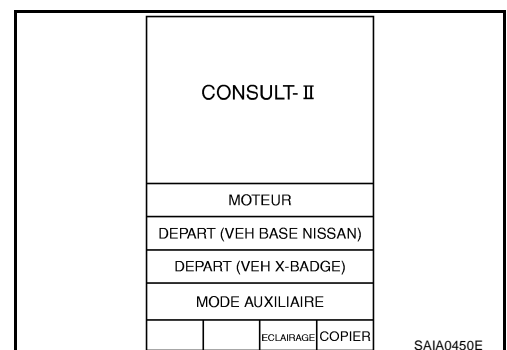 CONSULT-II
MOTEUR
DEPART (VEH BASE NISSAN)
DEPART (VEH X-BADGE)
MODE AUXILIAIRE
ECLAIRAGE COPIER
SAIA0450E